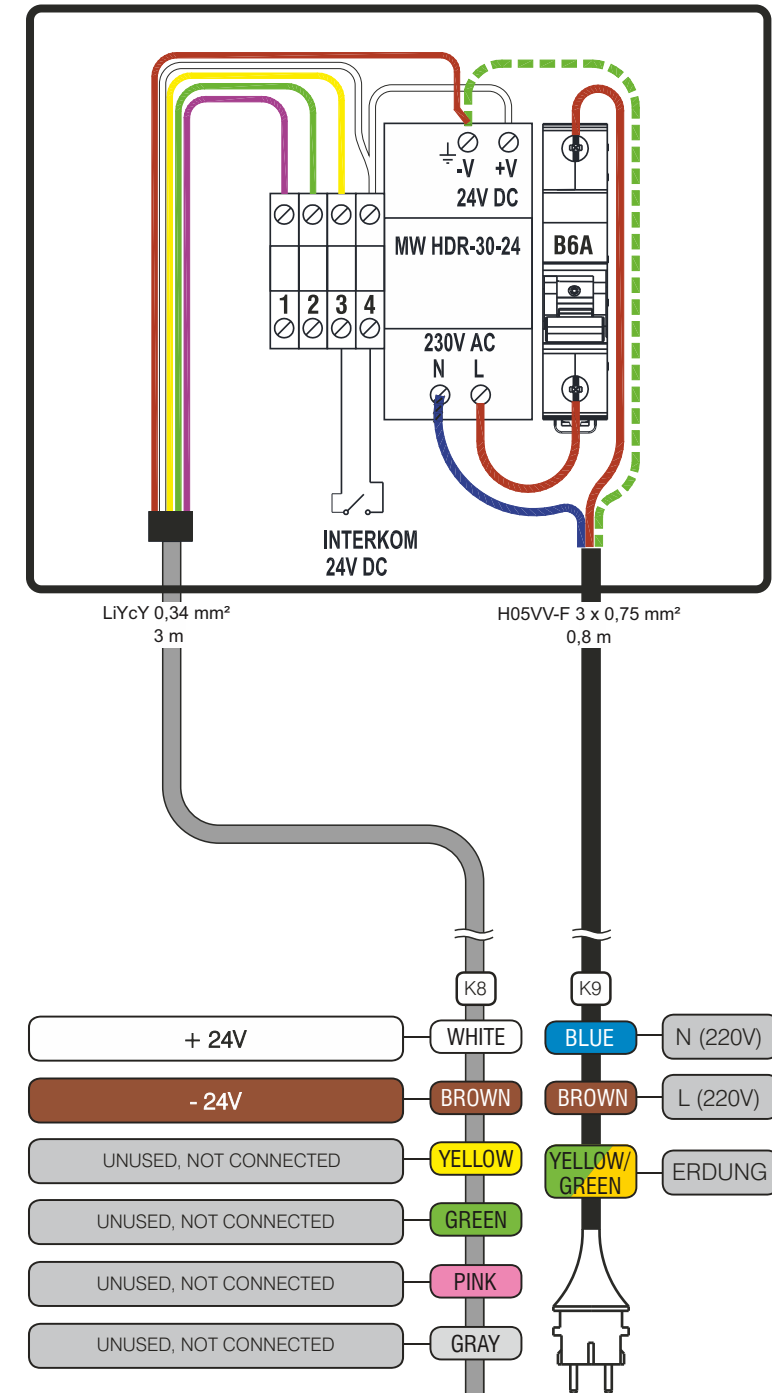 -V +V
24V DC
MW HDR-30-24
B6A
1 2 3 4
230V AC
N L
INTERKOM
24V DC
LiYcY 0,34 mm²
3 m
H05VV-F 3 x 0,75 mm²
0,8 m
K8
K9
+ 24V
WHITE
BLUE
N (220V)
- 24V
BROWN
BROWN
L (220V)
UNUSED, NOT CONNECTED
YELLOW
YELLOW/
GREEN
ERDUNG
UNUSED, NOT CONNECTED
GREEN
UNUSED, NOT CONNECTED
PINK
UNUSED, NOT CONNECTED
GRAY